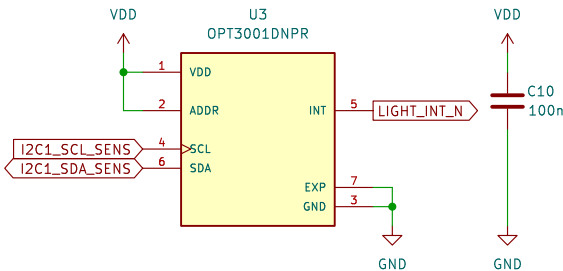 VDD
U3
OPT3001DNPR
VDD
1
VDD
2
ADDR
INT
5
LIGHT_INT_N
C10
100n
I2C1_SCL_SENS
4
SCL
I2C1_SDA_SENS
6
SDA
EXP
7
GND
3
GND
GND